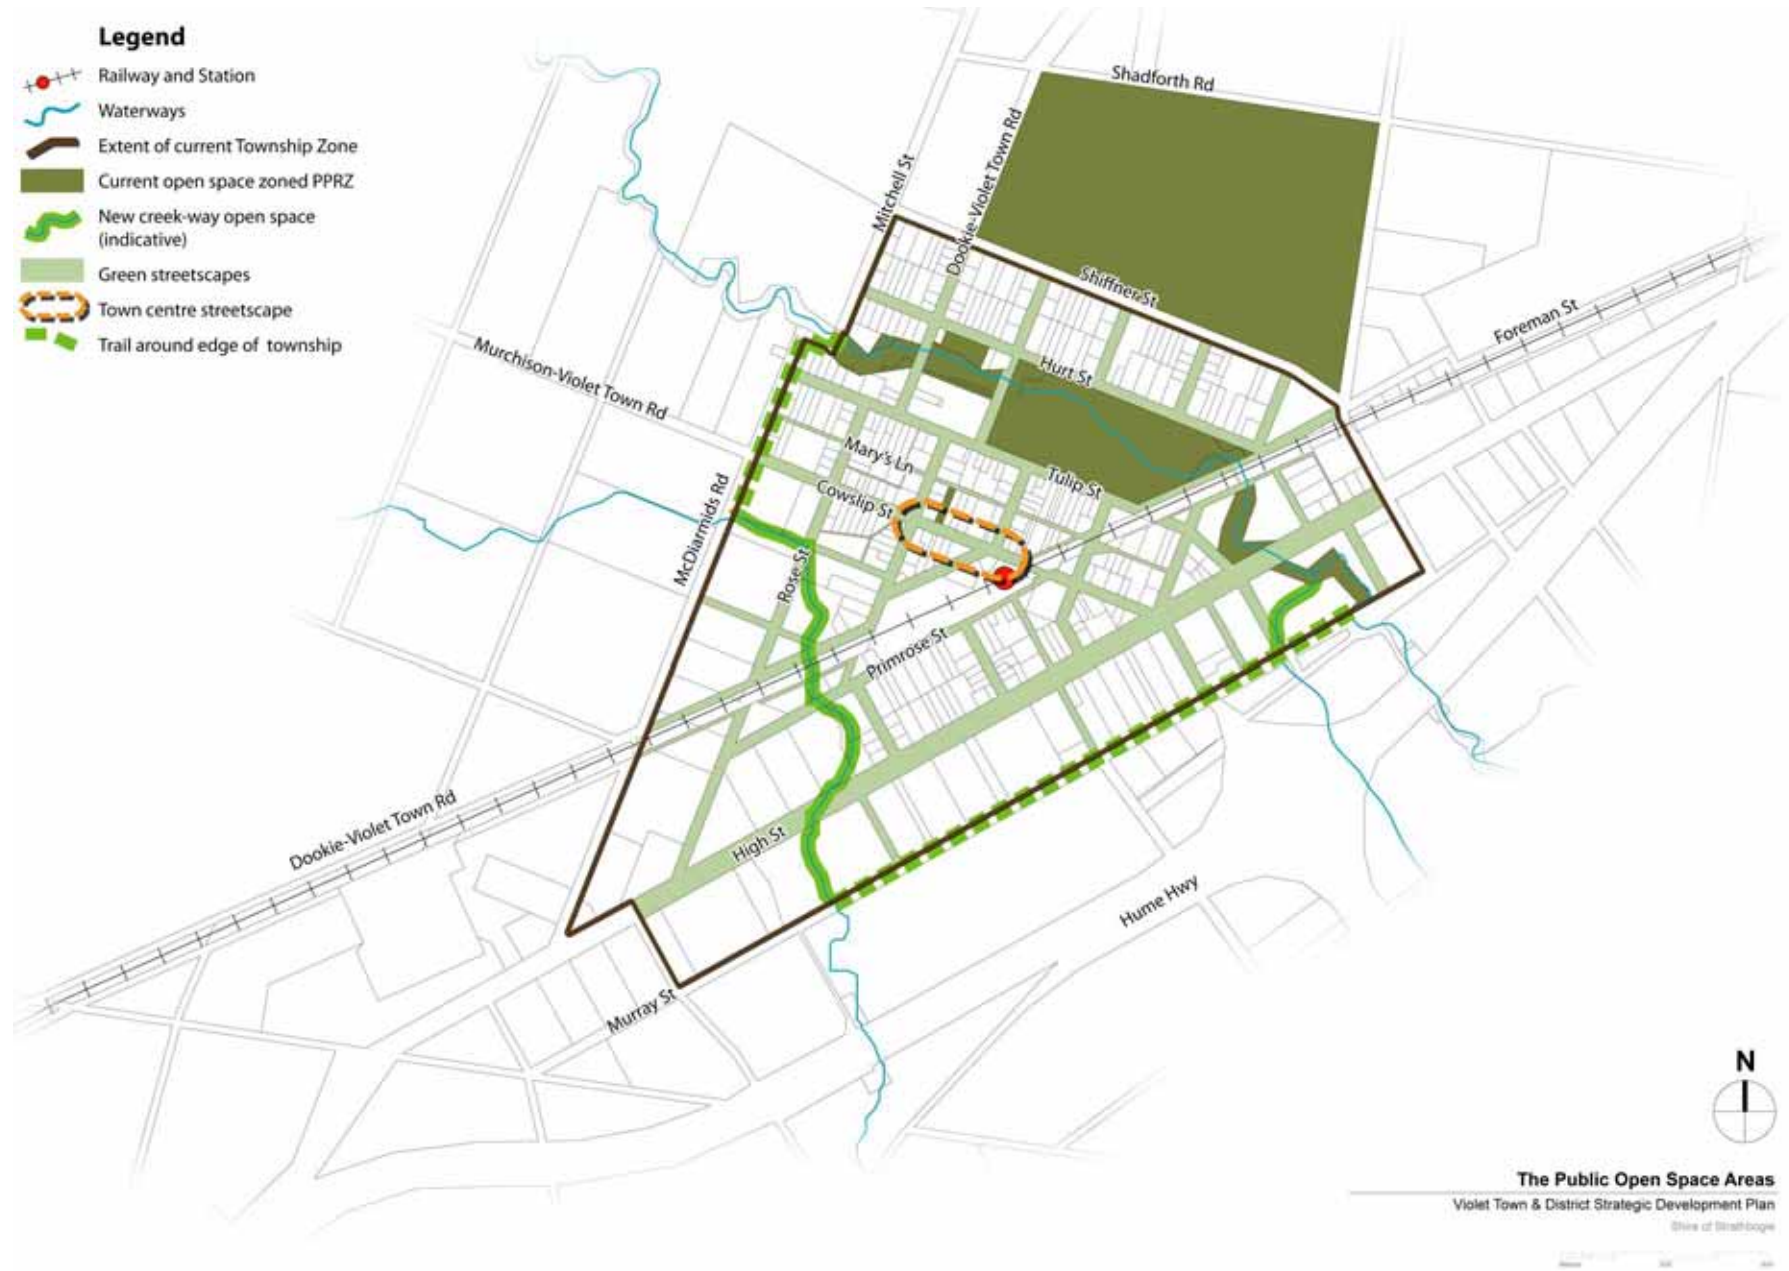 Legend
Railway and Station
Waterways
Extent of current Township Zone
Current open space zoned PPRZ
New creek-way open space
(indicative)
Green streetscapes
Town centre streetscape
Trail around edge of township
Shadforth Rd
Mitchell St
Dookie-Violet Town Rd
Shiffner St
Foreman St
Murchison-Violet Town Rd
Hurt St
Mary's Ln
Tulip St
Cowslip St
McDiarmids Rd
Rose St
Primrose St
Dookie-Violet Town Rd
High St
Hume Hwy
Murray St
N
The Public Open Space Areas
Violet Town & District Strategic Development Plan
Shire of Strathbogie